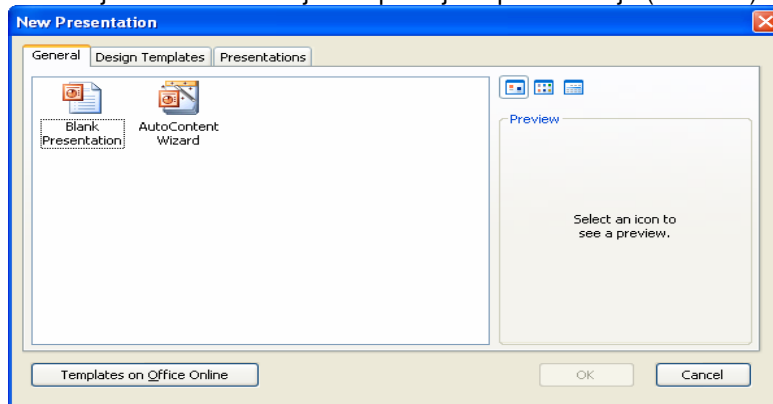 New Presentation
General Design Templates Presentations
Blank
Presentation
AutoContent
Wizard
Preview
Select an icon to
see a preview.
Templates on Office Online
OK Cancel